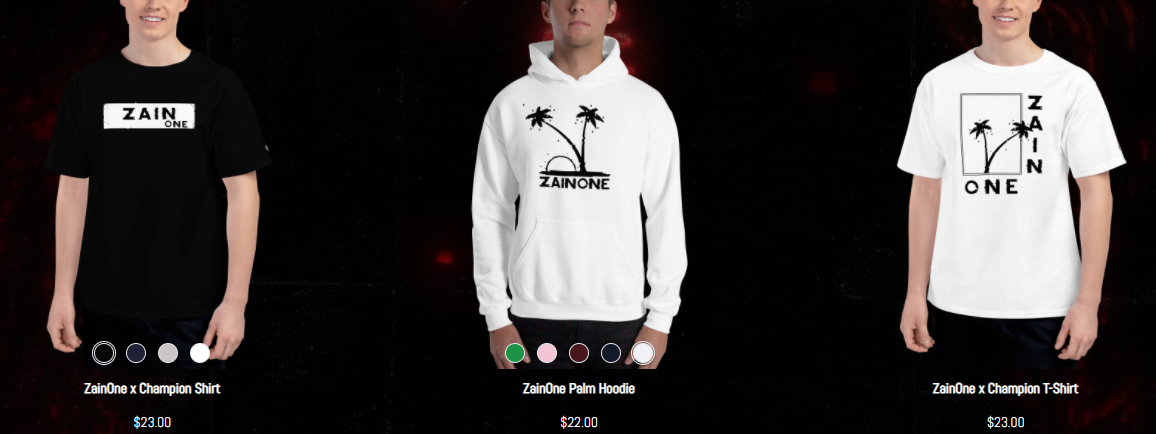 ZAIN
ONE
ZAINONE
ZAIN
ONE
ZainOne x Champion Shirt
$23.00
ZainOne Palm Hoodie
$22.00
ZainOne x Champion T-Shirt
$23.00